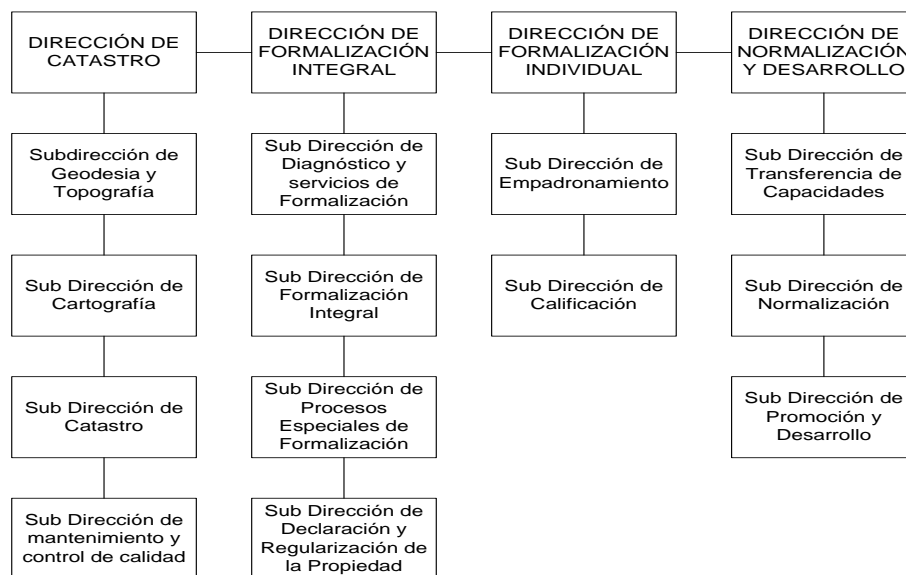 DIRECCIÓN DE
CATASTRO
DIRECCIÓN DE
FORMALIZACIÓN
INTEGRAL
DIRECCIÓN DE
FORMALIZACIÓN
INDIVIDUAL
DIRECCIÓN DE
NORMALIZACIÓN
Y DESARROLLO
Subdirección de
Geodesia y
Topografía
Sub Dirección de
Diagnóstico y
servicios de
Formalización
Sub Dirección de
Empadronamiento
Sub Dirección de
Transferencia de
Capacidades
Sub Dirección de
Cartografía
Sub Dirección de
Formalización
Integral
Sub Dirección de
Calificación
Sub Dirección de
Normalización
Sub Dirección de
Catastro
Sub Dirección de
Procesos
Especiales de
Formalización
Sub Dirección de
Promoción y
Desarrollo
Sub Dirección de
mantenimiento y
control de calidad
Sub Dirección de
Declaración y
Regularización de
la Propiedad